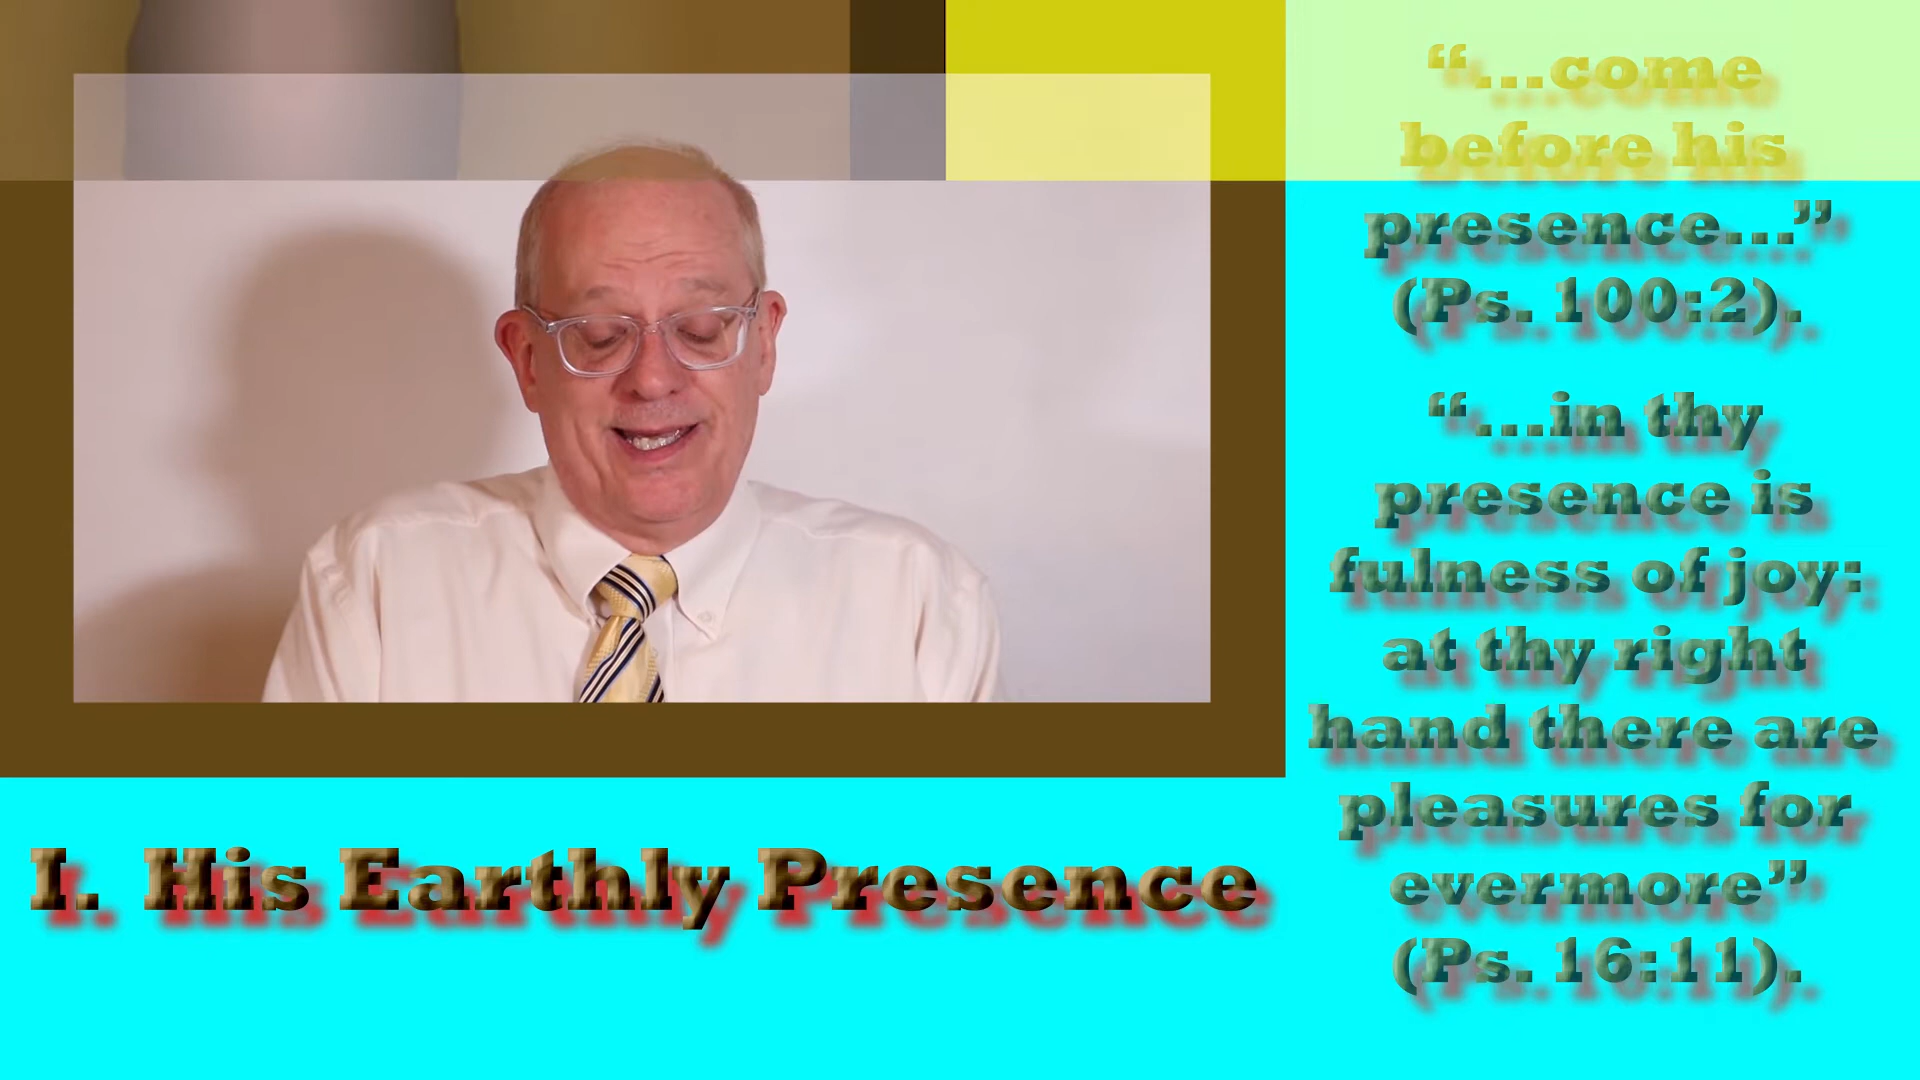 “...come
before his
presence...”
(Ps. 100:2).
“...in thy
presence is
fulness of joy:
at thy right
hand there are
pleasures for
evermore”
(Ps. 16:11).
I. His Earthly Presence